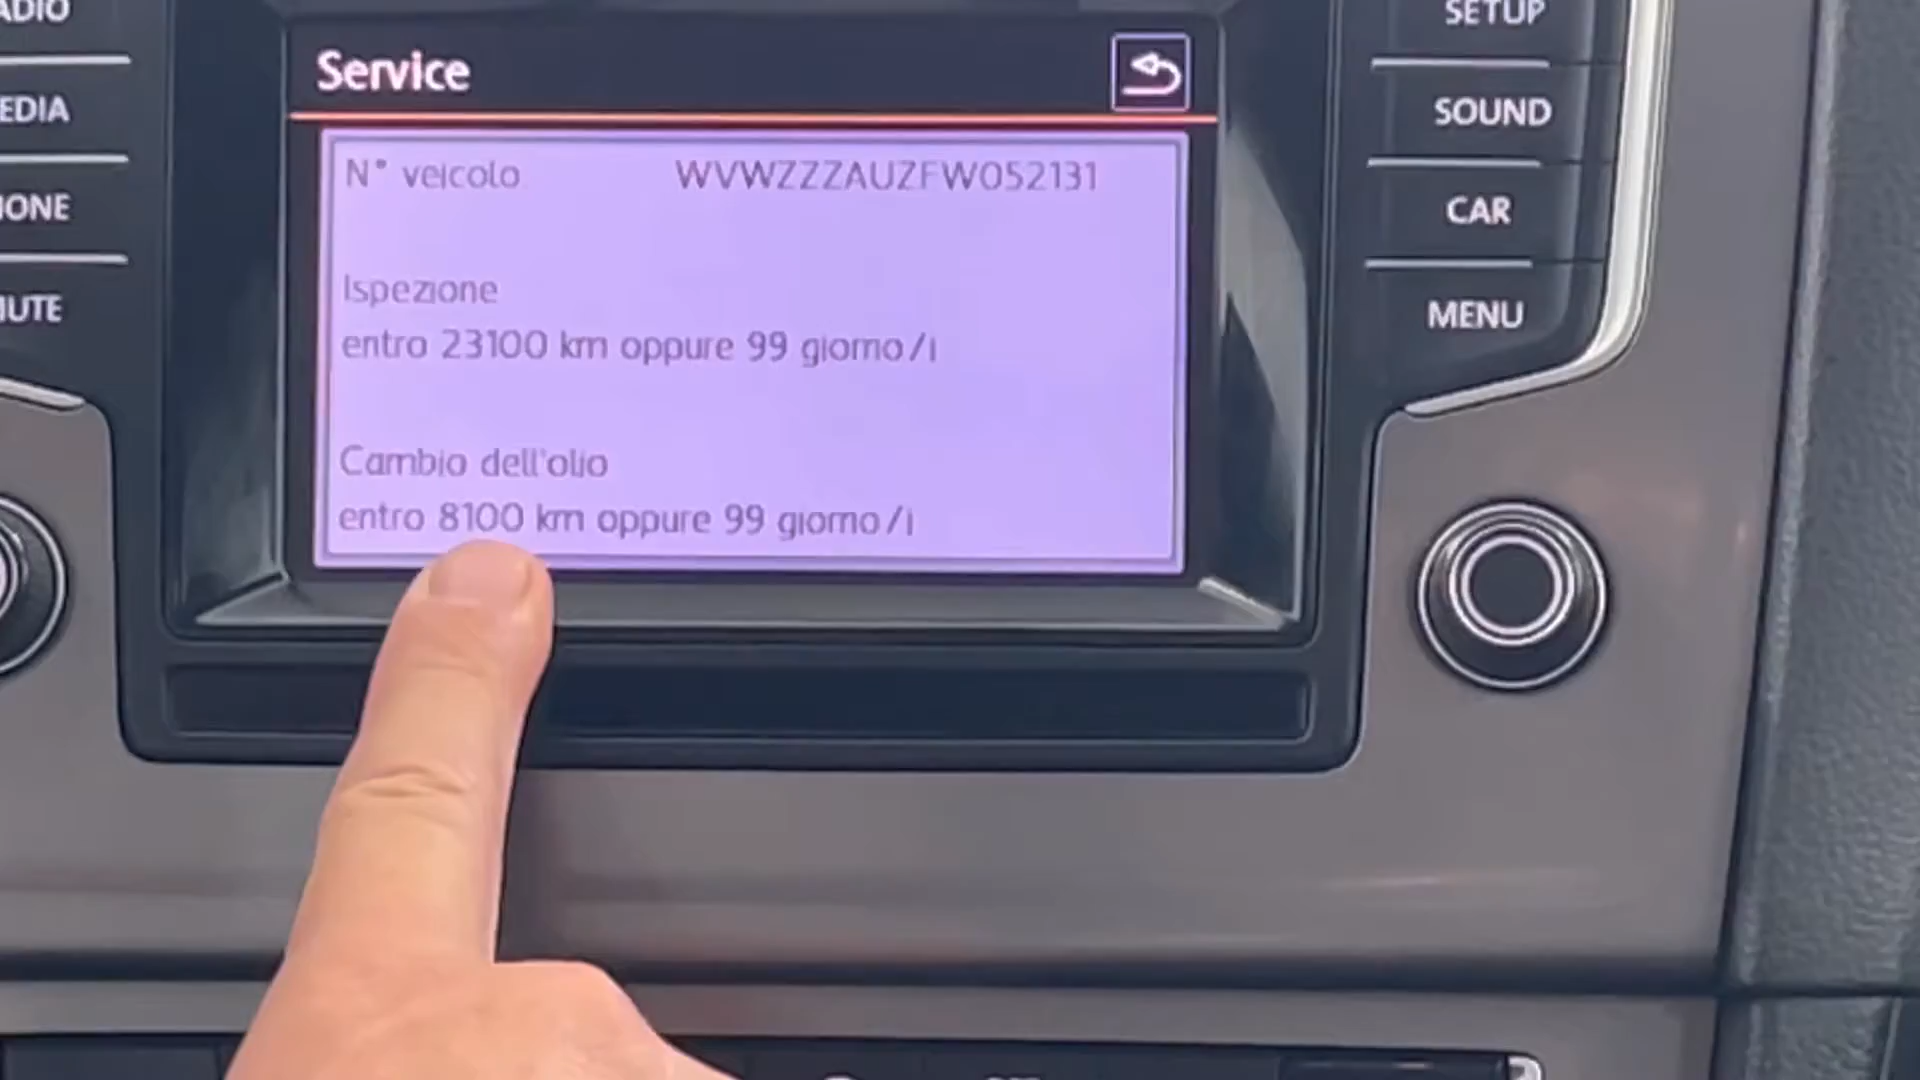 Service
N° veicolo WVWZZZAUZFW052131
Ispezione
entro 23100 km oppure 99 giorno/i
Cambio dell'olio
entro 8100 km oppure 99 giorno/i
SETUP
SOUND
CAR
MENU